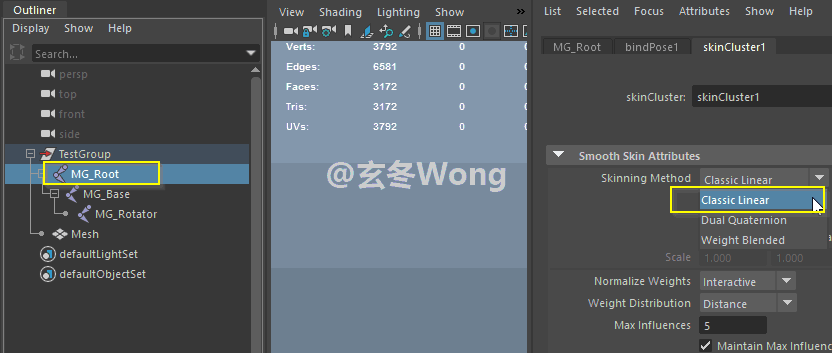 Outliner
Display Show Help
Search...
persp
top
front
side
TestGroup
MG_Root
MG_Base
MG_Rotator
Mesh
defaultLightSet
defaultObjectSet
View Shading Lighting Show
Verts: 3792 0 0
Edges: 6581 0 0
Faces: 3172 0 0
Tris: 3172 0 0
UVs: 3792 0 0
@玄冬Wong
List Selected Focus Attributes Show Help
MG_Root bindPose1 skinCluster1
skinCluster: skinCluster1
Smooth Skin Attributes
Skinning Method Classic Linear
Classic Linear
Dual Quaternion
Weight Blended
Scale 1.000 1.000
Normalize Weights Interactive
Weight Distribution Distance
Max Influences 5
Maintain Max Influenc